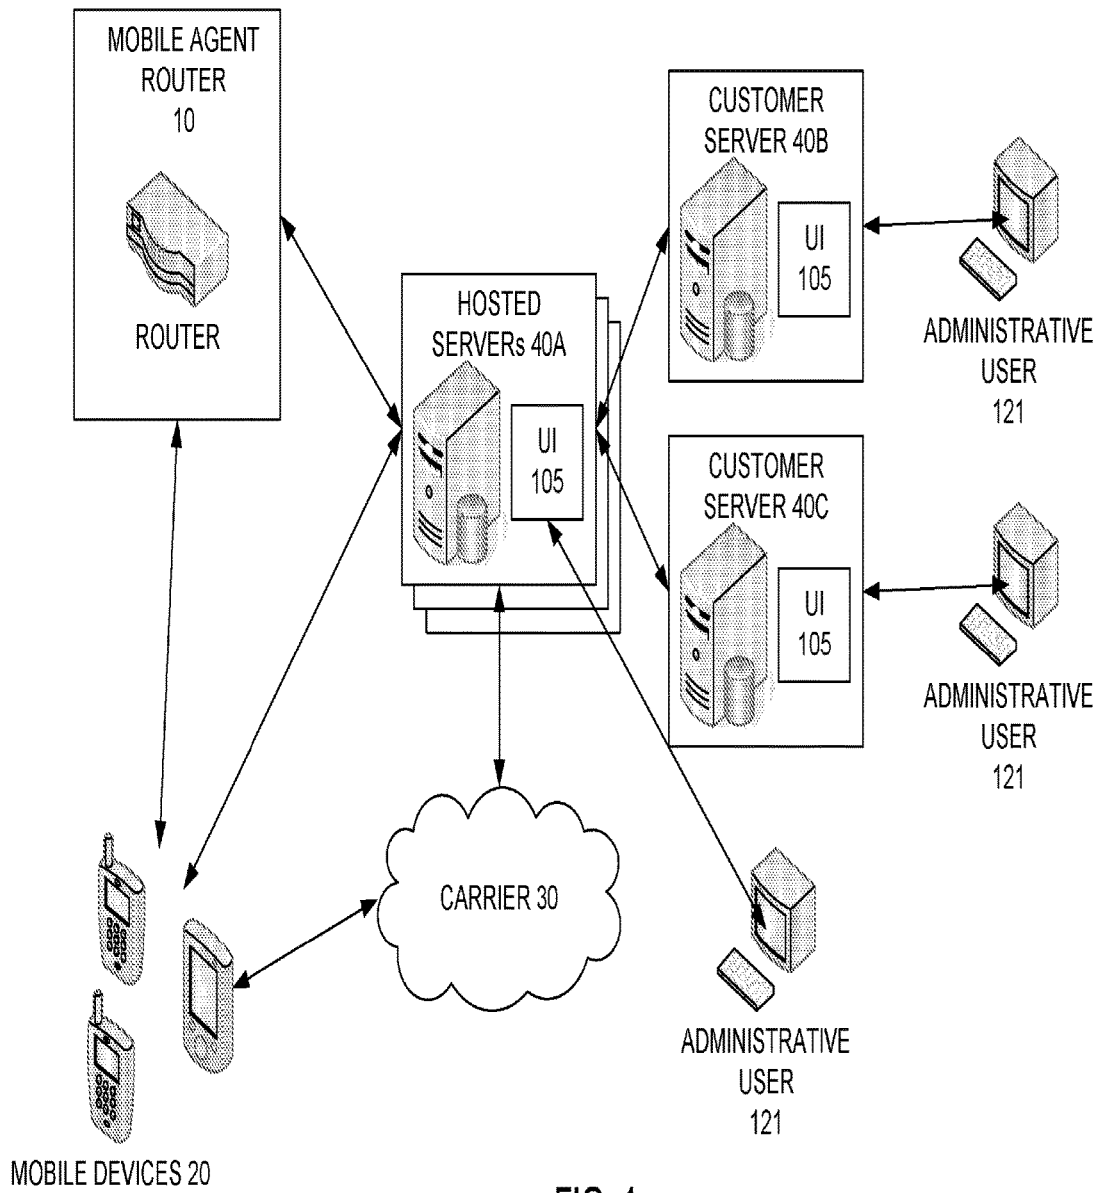 MOBILE AGENT
ROUTER
10
ROUTER
HOSTED
SERVERs 40A
UI
105
CUSTOMER
SERVER 40B
UI
105
ADMINISTRATIVE
USER
121
CUSTOMER
SERVER 40C
UI
105
ADMINISTRATIVE
USER
121
CARRIER 30
ADMINISTRATIVE
USER
121
MOBILE DEVICES 20